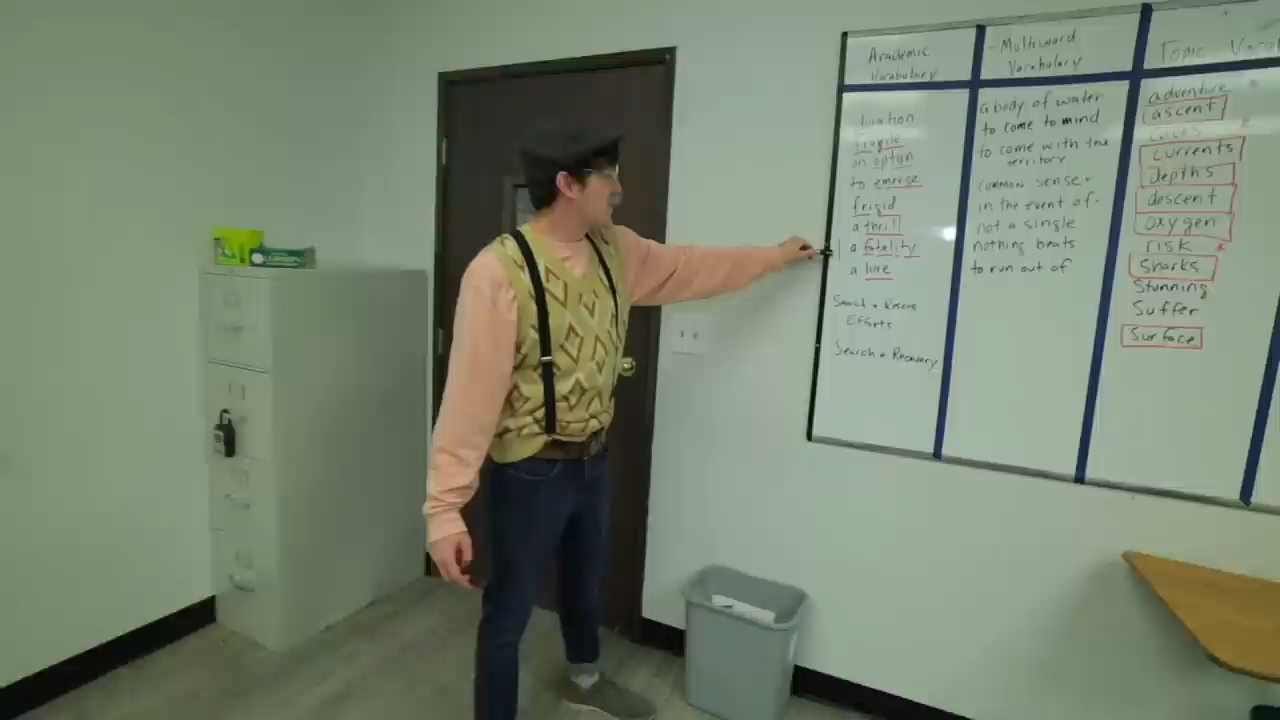 Academic
Vocabulary
- Multiword
Vocabulary
Topic
fragile
an option
to emerge
frigid
a thrill
a fatality
a lure
Search + Rescue
Efforts
Search + Recovery
a body of water
to come to mind
to come with the
territory
common sense
in the event of
not a single
nothing beats
to run out of
adventure
ascent
currents
depths
descent
oxygen
risk
Sharks
Stunning
Suffer
Surface